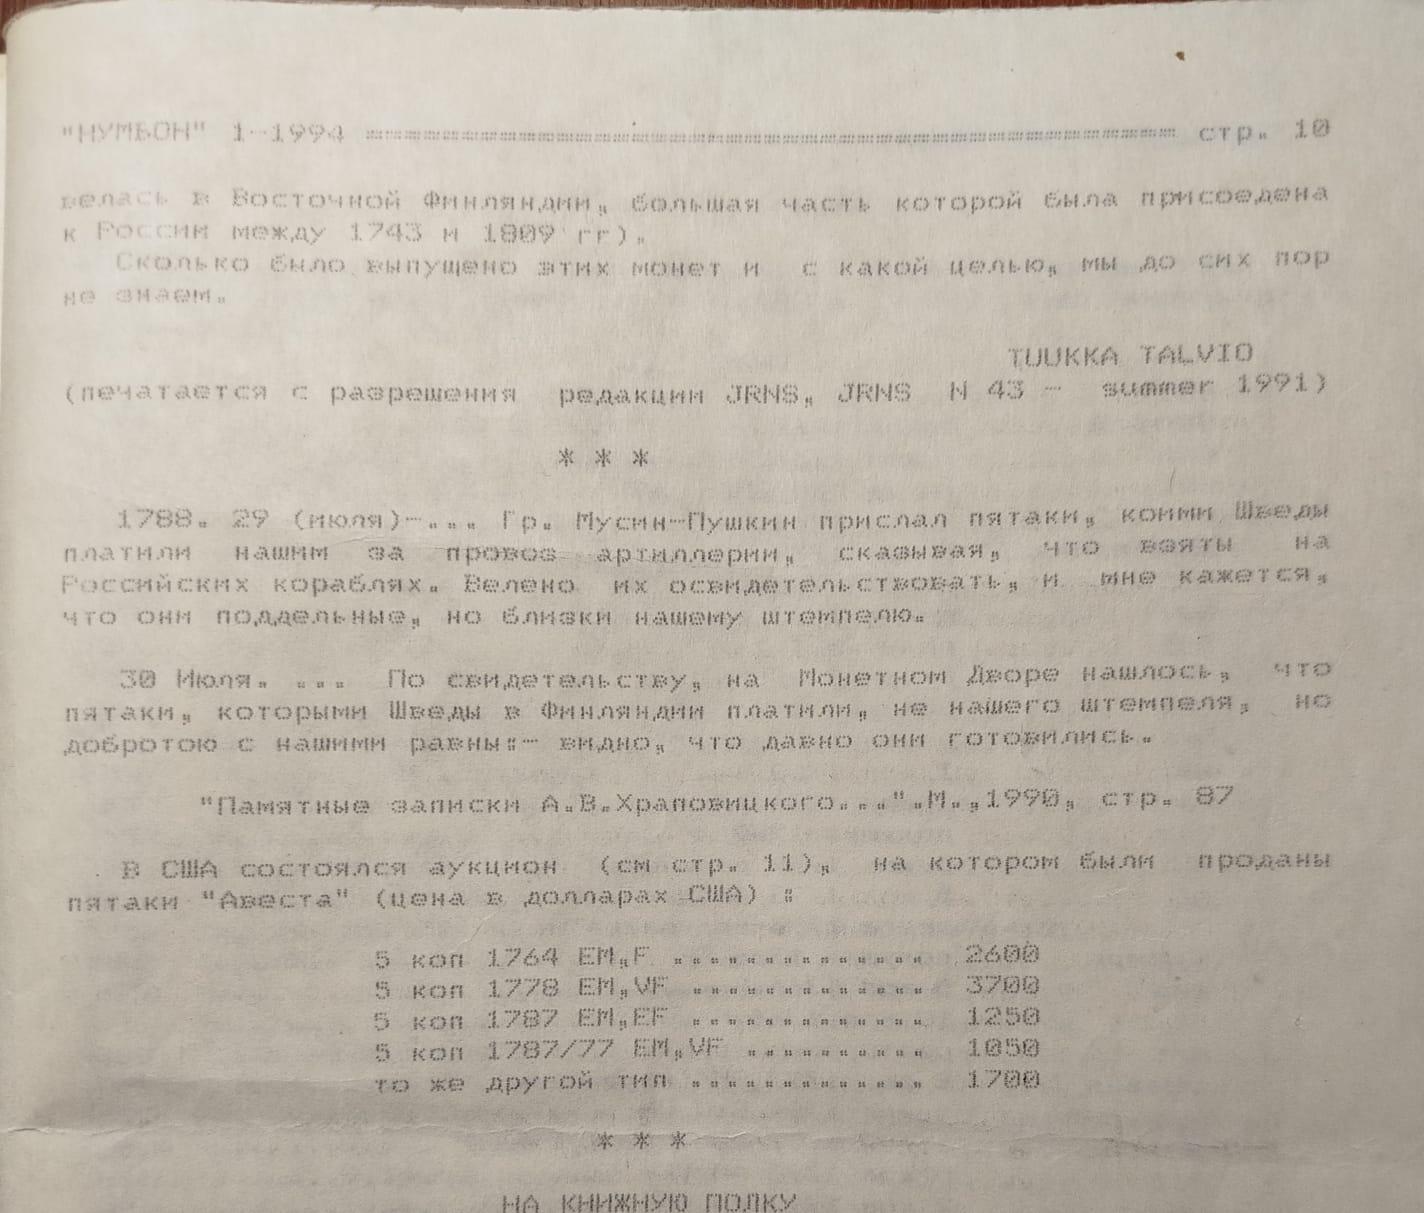 "НУМБОН" 1-1994 ================================================ стр. 10
велась в Восточной Финляндии, большая часть которой была присоедена
к России между 1743 и 1809 гг).
Сколько было выпущено этих монет и с какой целью, мы до сих пор
не знаем.
TUUKKA TALVIO
(печатается с разрешения редакции JRNS, JRNS N 43 - summer 1991)
* * *
1788. 29 (июля)-... Гр. Мусин-Пушкин прислал пятаки, коими Шведы
платили нашим за провоз артиллерии, сказывая, что взяты на
Российских кораблях. Велено их освидетельствовать, и мне кажется,
что они поддельные, но близки нашему штемпелю.
30 Июля. ... По свидетельству, на Монетном Дворе нашлось, что
пятаки, которыми Шведы в Финляндии платили, не нашего штемпеля, но
добротою с нашими равны:- видно, что давно они готовились.
"Памятные записки А.В.Храповицкого...".М.,1990, стр. 87
В США состоялся аукцион (см стр. 11), на котором были проданы
пятаки "Авеста" (цена в долларах США) :
5 коп 1764 ЕМ,F .............. 2600
5 коп 1778 ЕМ,VF ............. 3700
5 коп 1787 ЕМ,EF ............. 1250
5 коп 1787/77 ЕМ,VF .......... 1050
то же другой тип ............. 1700
* * *
НА КНИЖНУЮ ПОЛКУ